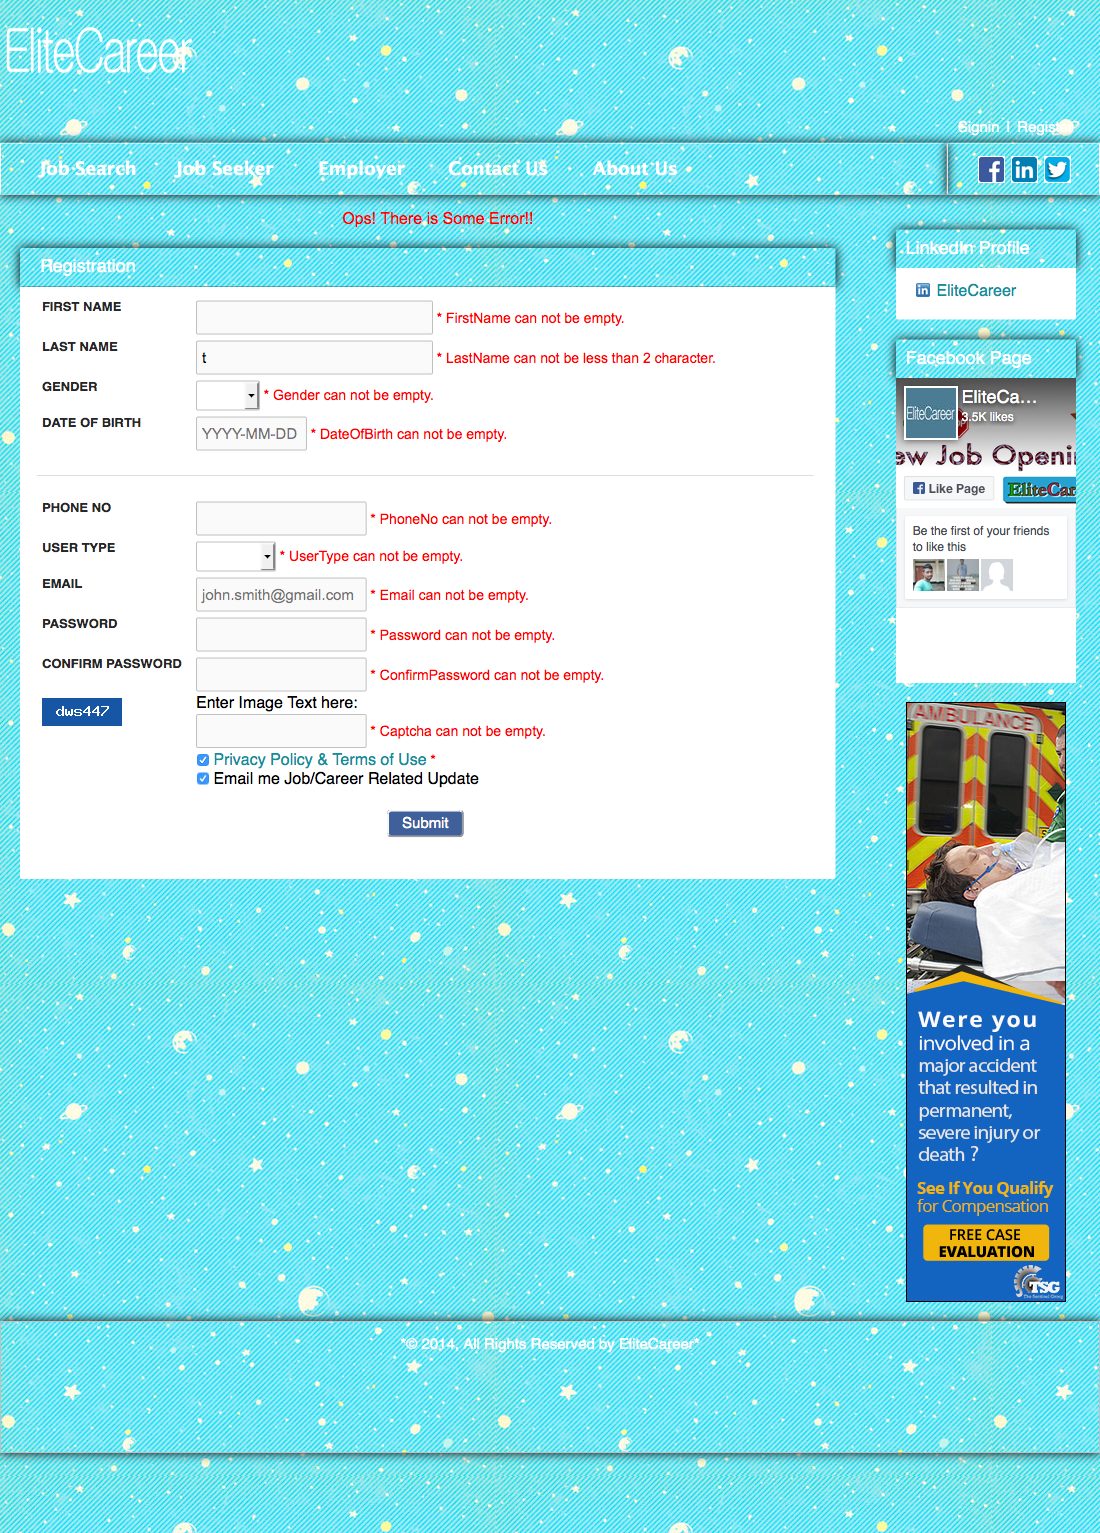 EliteCareer
Signin | Register
Job Search Job Seeker Employer Contact US About Us
Ops! There is Some Error!!
Registration
FIRST NAME * FirstName can not be empty.
LAST NAME t * LastName can not be less than 2 character.
GENDER * Gender can not be empty.
DATE OF BIRTH YYYY-MM-DD * DateOfBirth can not be empty.
PHONE NO * PhoneNo can not be empty.
USER TYPE * UserType can not be empty.
EMAIL john.smith@gmail.com * Email can not be empty.
PASSWORD * Password can not be empty.
CONFIRM PASSWORD * ConfirmPassword can not be empty.
Enter Image Text here:
dws447 * Captcha can not be empty.
Privacy Policy & Terms of Use *
Email me Job/Career Related Update
Submit
LinkedIn Profile
EliteCareer
Facebook Page
EliteCareer
EliteCa...
3.5K likes
ew Job Openi
Like Page
EliteCar
Be the first of your friends
to like this
AMBULANCE
Were you
involved in a
major accident
that resulted in
permanent,
severe injury or
death ?
See If You Qualify
for Compensation
FREE CASE
EVALUATION
TSG
*© 2014, All Rights Reserved by EliteCareer*